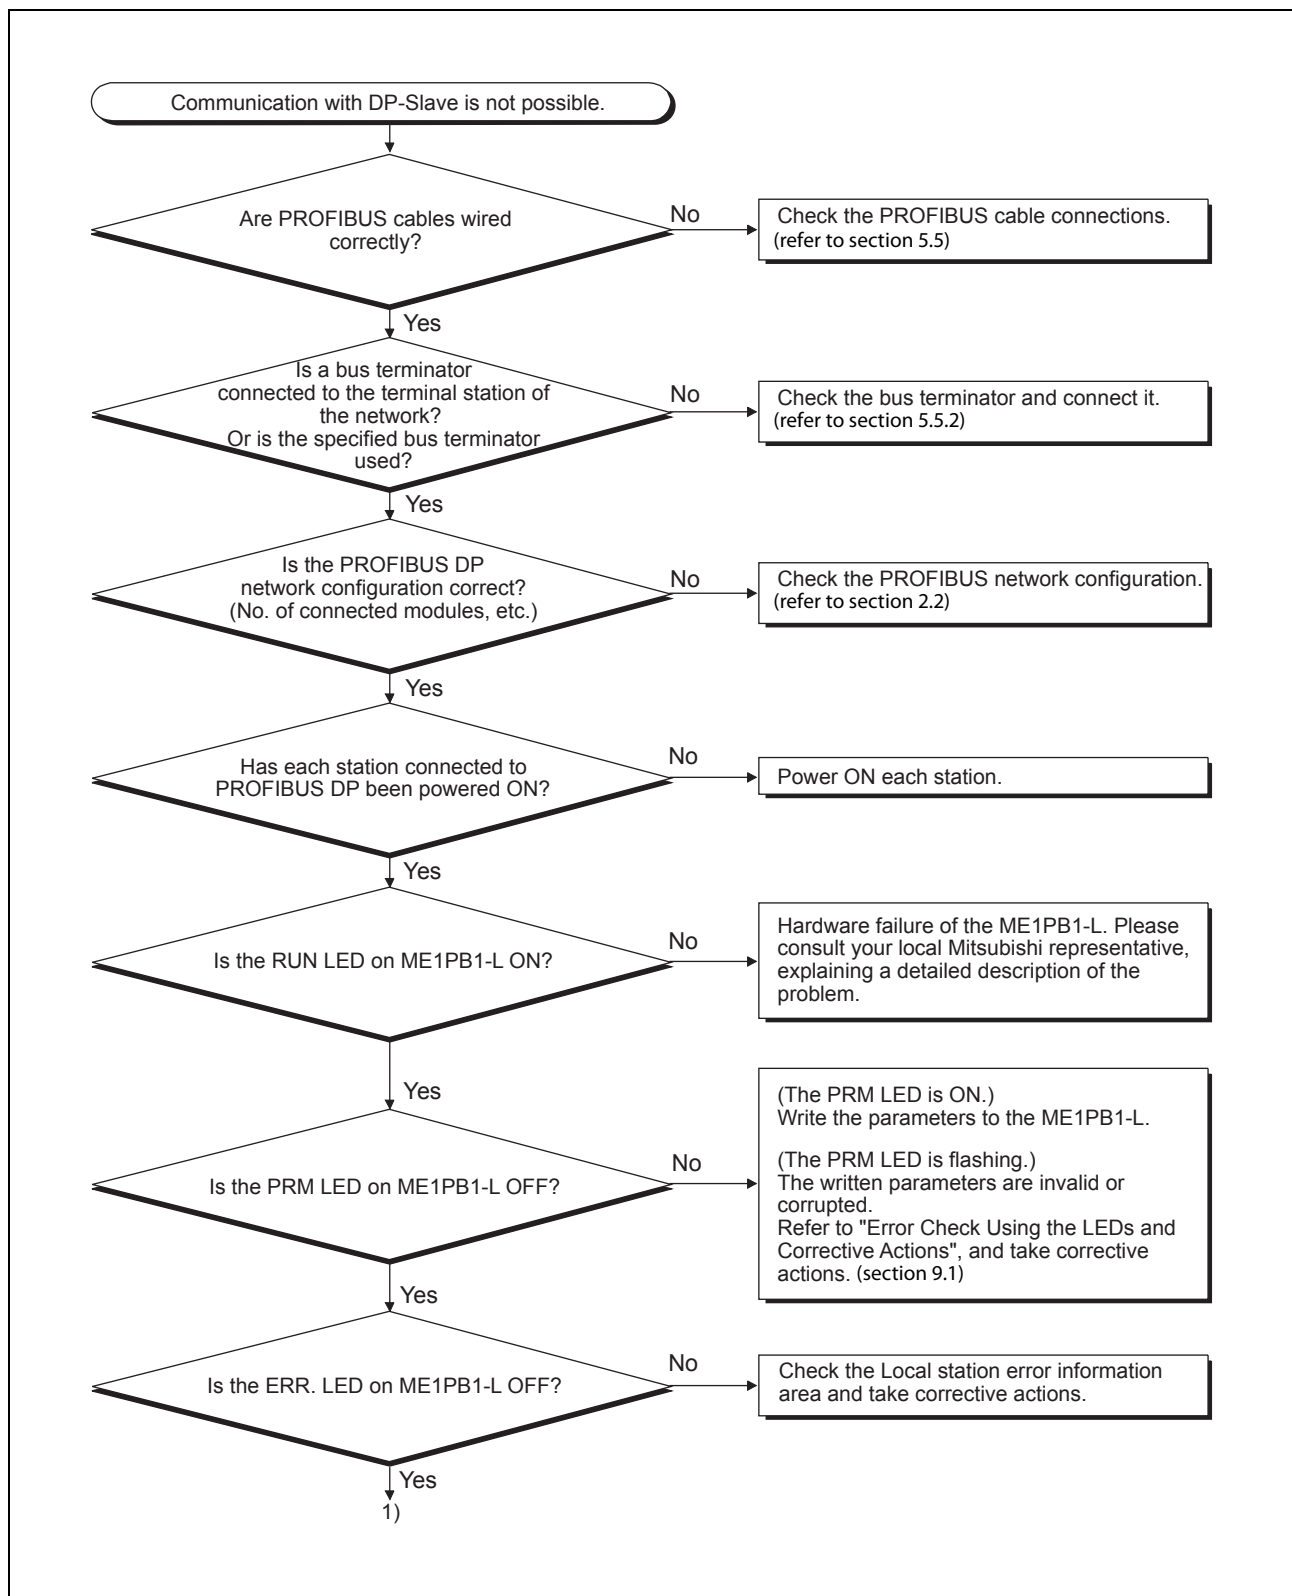 Communication with DP-Slave is not possible.
Are PROFIBUS cables wired
correctly?
No
Check the PROFIBUS cable connections.
(refer to section 5.5)
Yes
Is a bus terminator
connected to the terminal station of
the network?
Or is the specified bus terminator
used?
No
Check the bus terminator and connect it.
(refer to section 5.5.2)
Yes
Is the PROFIBUS DP
network configuration correct?
(No. of connected modules, etc.)
No
Check the PROFIBUS network configuration.
(refer to section 2.2)
Yes
Has each station connected to
PROFIBUS DP been powered ON?
No
Power ON each station.
Yes
Is the RUN LED on ME1PB1-L ON?
No
Hardware failure of the ME1PB1-L. Please
consult your local Mitsubishi representative,
explaining a detailed description of the
problem.
Yes
Is the PRM LED on ME1PB1-L OFF?
No
(The PRM LED is ON.)
Write the parameters to the ME1PB1-L.
(The PRM LED is flashing.)
The written parameters are invalid or
corrupted.
Refer to "Error Check Using the LEDs and
Corrective Actions", and take corrective
actions. (section 9.1)
Yes
Is the ERR. LED on ME1PB1-L OFF?
No
Check the Local station error information
area and take corrective actions.
Yes
1)